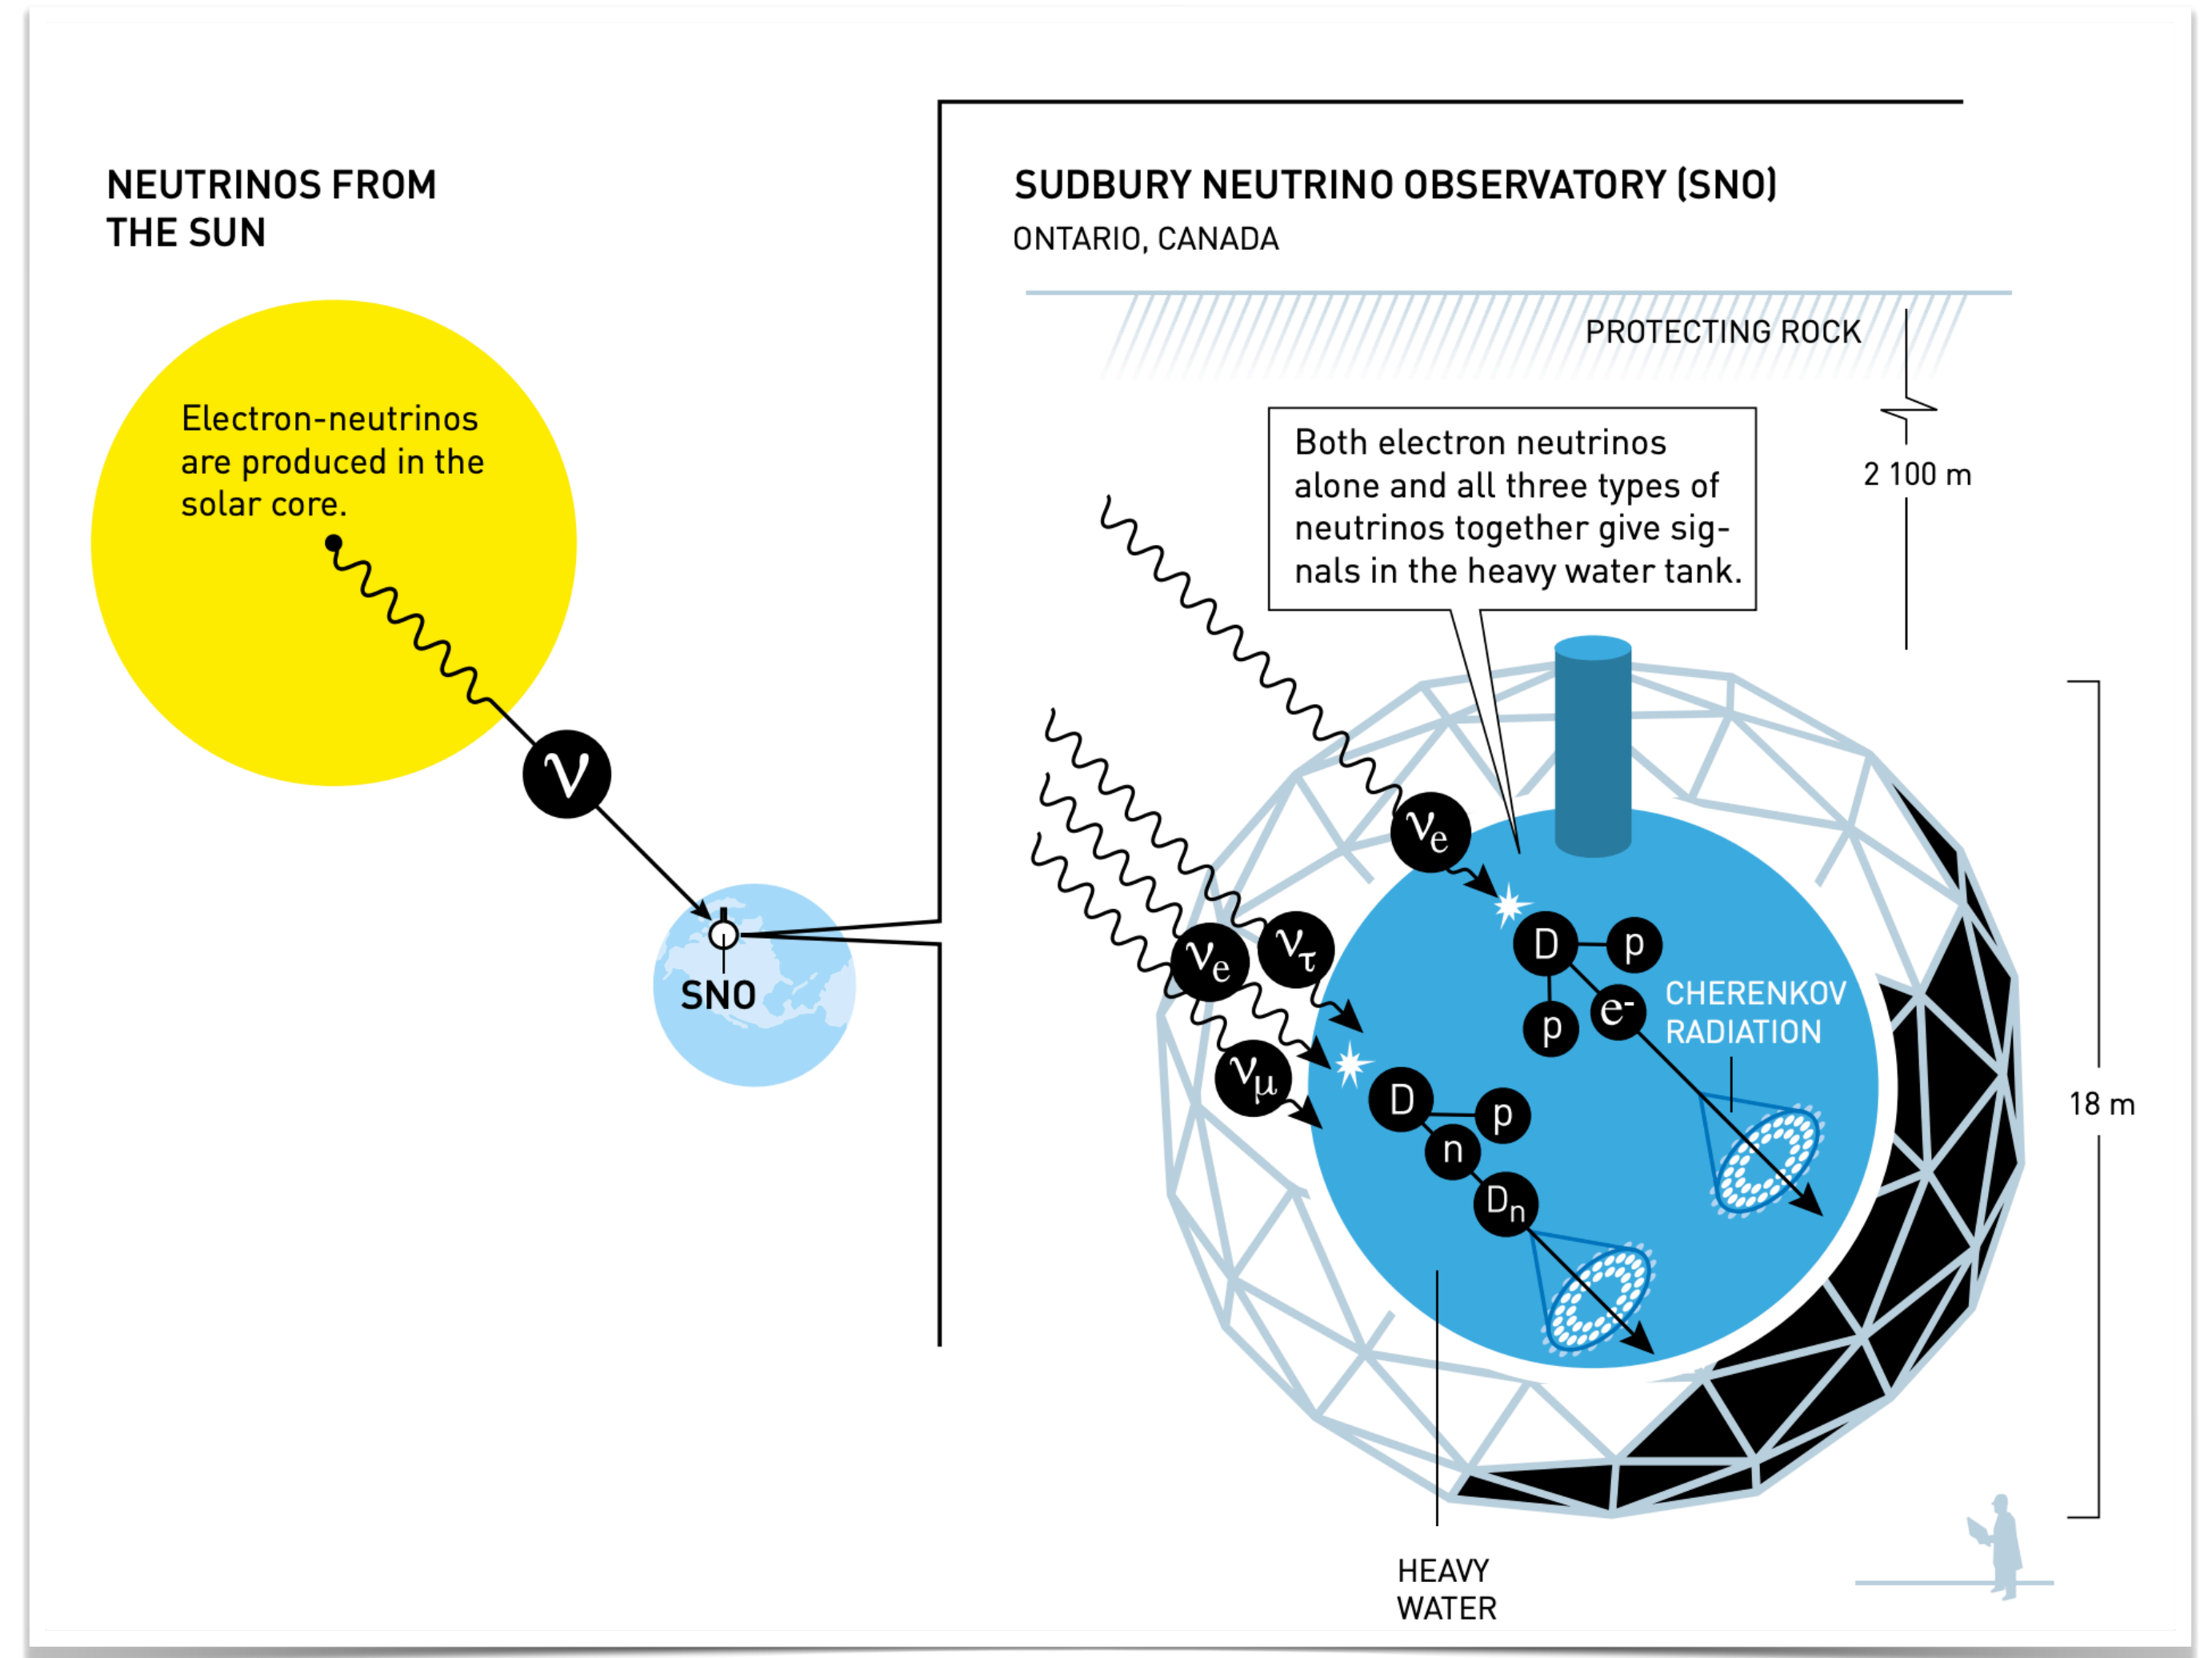 NEUTRINOS FROM
THE SUN
Electron-neutrinos
are produced in the
solar core.
ν
SNO
SUDBURY NEUTRINO OBSERVATORY (SNO)
ONTARIO, CANADA
PROTECTING ROCK
2 100 m
Both electron neutrinos
alone and all three types of
neutrinos together give sig-
nals in the heavy water tank.
νe
νe
ντ
νμ
D
p
p
e-
CHERENKOV
RADIATION
D
p
n
Dn
18 m
HEAVY
WATER